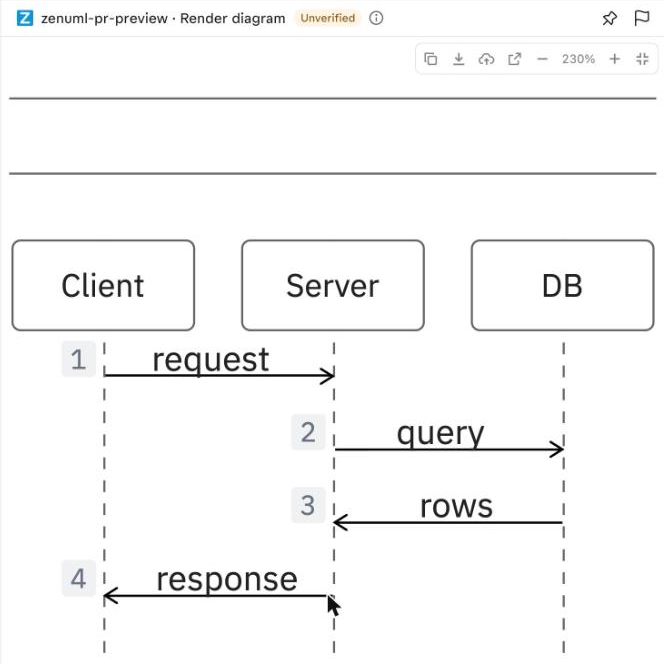 Z zenuml-pr-preview · Render diagram Unverified
230%
Client Server DB
1 request
2 query
3 rows
4 response